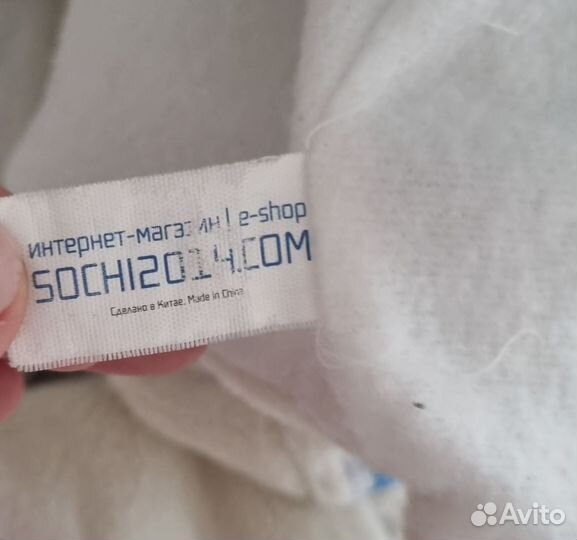 интернет-магазин | e-shop
SOCHI2014.COM
Сделано в Китае. Made in China
Avito